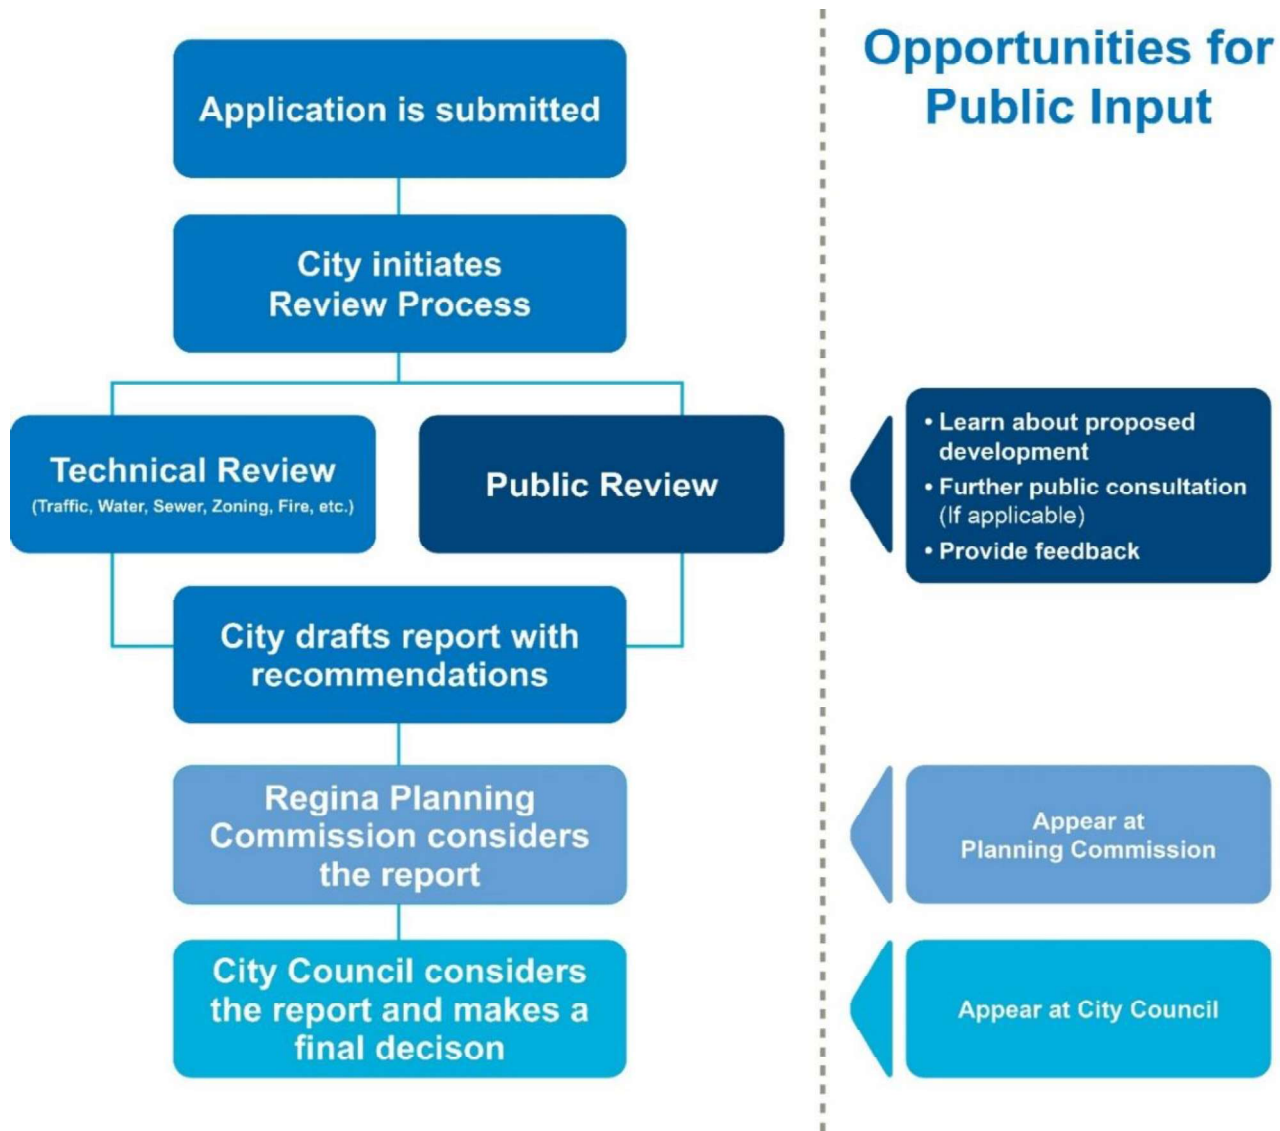 Opportunities for
Public Input
Application is submitted
City initiates
Review Process
Technical Review
(Traffic, Water, Sewer, Zoning, Fire, etc.)
Public Review
• Learn about proposed
development
• Further public consultation
(If applicable)
• Provide feedback
City drafts report with
recommendations
Regina Planning
Commission considers
the report
Appear at
Planning Commission
City Council considers
the report and makes a
final decison
Appear at City Council